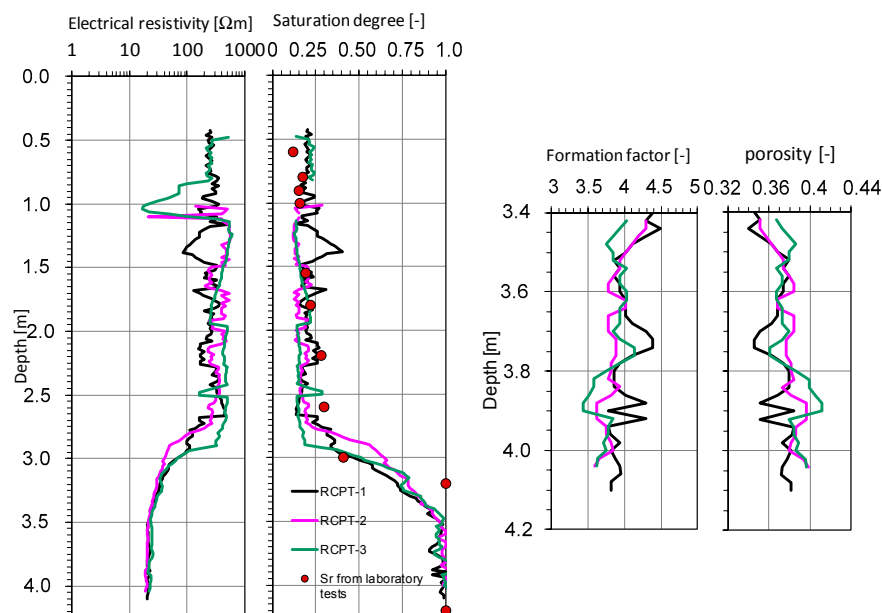 Electrical resistivity [Ωm]
Saturation degree [-]
1
10
100
1000
0.00
0.25
0.50
0.75
1.0
0.0
0.5
1.0
1.5
2.0
2.5
3.0
3.5
4.0
Depth [m]
RCPT-1
RCPT-2
RCPT-3
Sr from laboratory
tests
Formation factor [-]
porosity [-]
3
3.5
4
4.5
5
0.32
0.36
0.4
0.44
3.4
3.6
3.8
4.0
4.2
Depth [m]